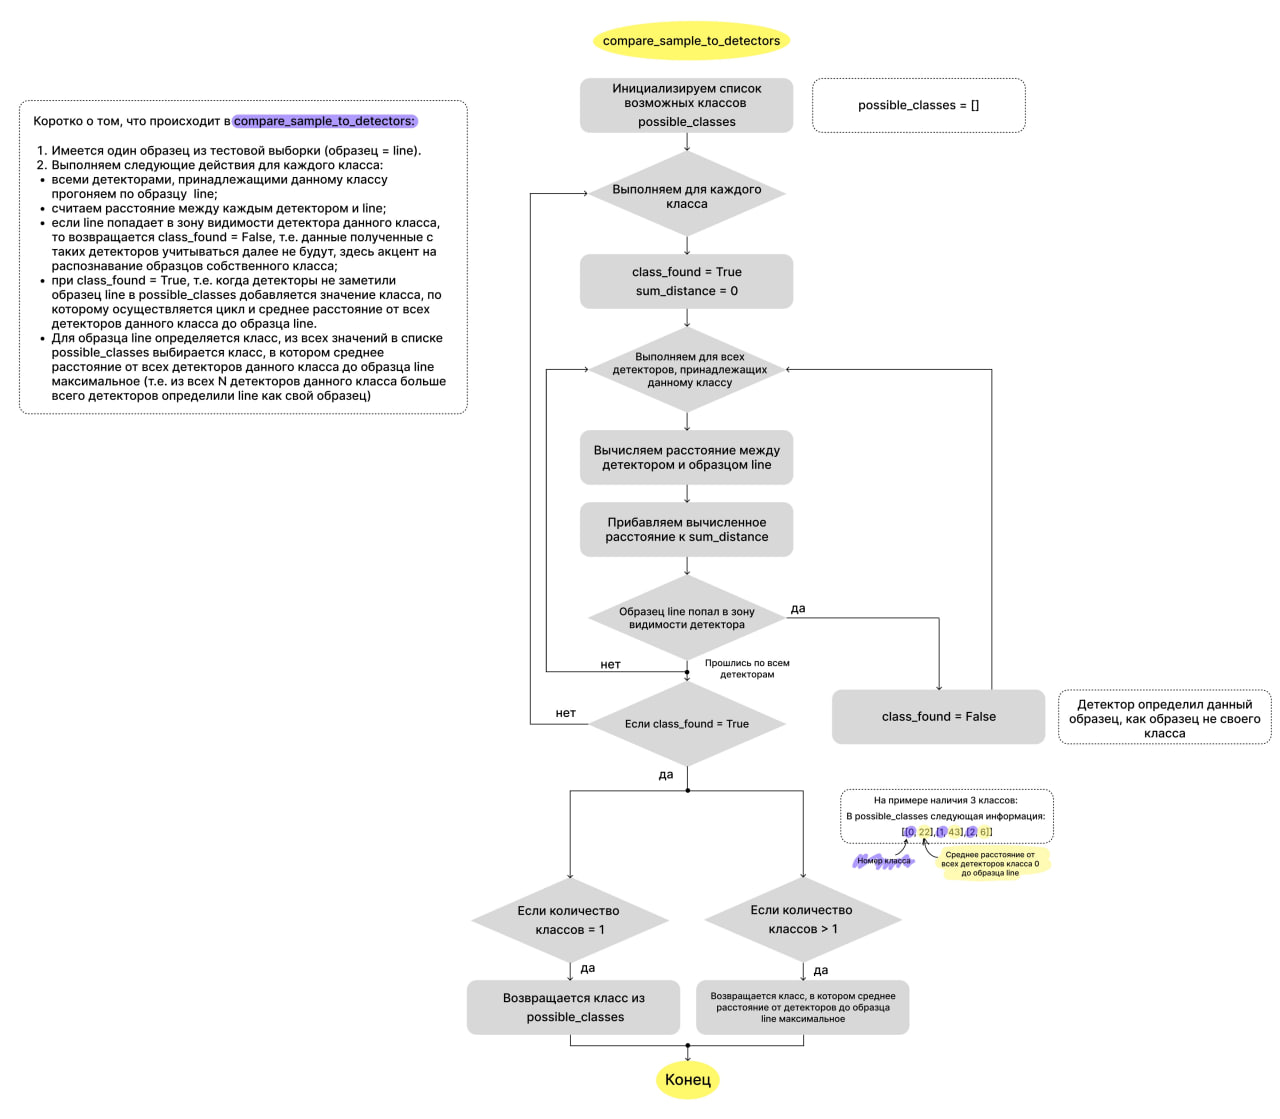 compare_sample_to_detectors
Инициализируем список
возможных классов
possible_classes
possible_classes = []
Коротко о том, что происходит в compare_sample_to_detectors:
1. Имеется один образец из тестовой выборки (образец = line).
2. Выполняем следующие действия для каждого класса:
• всеми детекторами, принадлежащими данному классу
прогоняем по образцу line;
• считаем расстояние между каждым детектором и line;
• если line попадает в зону видимости детектора данного класса,
то возвращается class_found = False, т.е. данные полученные с
таких детекторов учитываться далее не будут, здесь акцент на
распознавание образцов собственного класса;
• при class_found = True, т.е. когда детекторы не заметили
образец line в possible_classes добавляется значение класса, по
которому осуществляется цикл и среднее расстояние от всех
детекторов данного класса до образца line.
• Для образца line определяется класс, из всех значений в списке
possible_classes выбирается класс, в котором среднее
расстояние от всех детекторов данного класса до образца line
максимальное (т.е. из всех N детекторов данного класса больше
всего детекторов определили line как свой образец)
Выполняем для каждого
класса
class_found = True
sum_distance = 0
Выполняем для всех
детекторов, принадлежащих
данному классу
Вычисляем расстояние между
детектором и образцом line
Прибавляем вычисленное
расстояние к sum_distance
Образец line попал в зону
видимости детектора
да
нет
Прошлись по всем
детекторам
class_found = False
Детектор определил данный
образец, как образец не своего
класса
нет
Если class_found = True
да
На примере наличия 3 классов:
В possible_classes следующая информация:
[[0, 22],[1, 43],[2, 6]]
Номер класса
Среднее расстояние от
всех детекторов класса 0
до образца line
Если количество
классов = 1
Если количество
классов > 1
да
да
Возвращается класс из
possible_classes
Возвращается класс, в котором среднее
расстояние от детекторов до образца
line максимальное
Конец